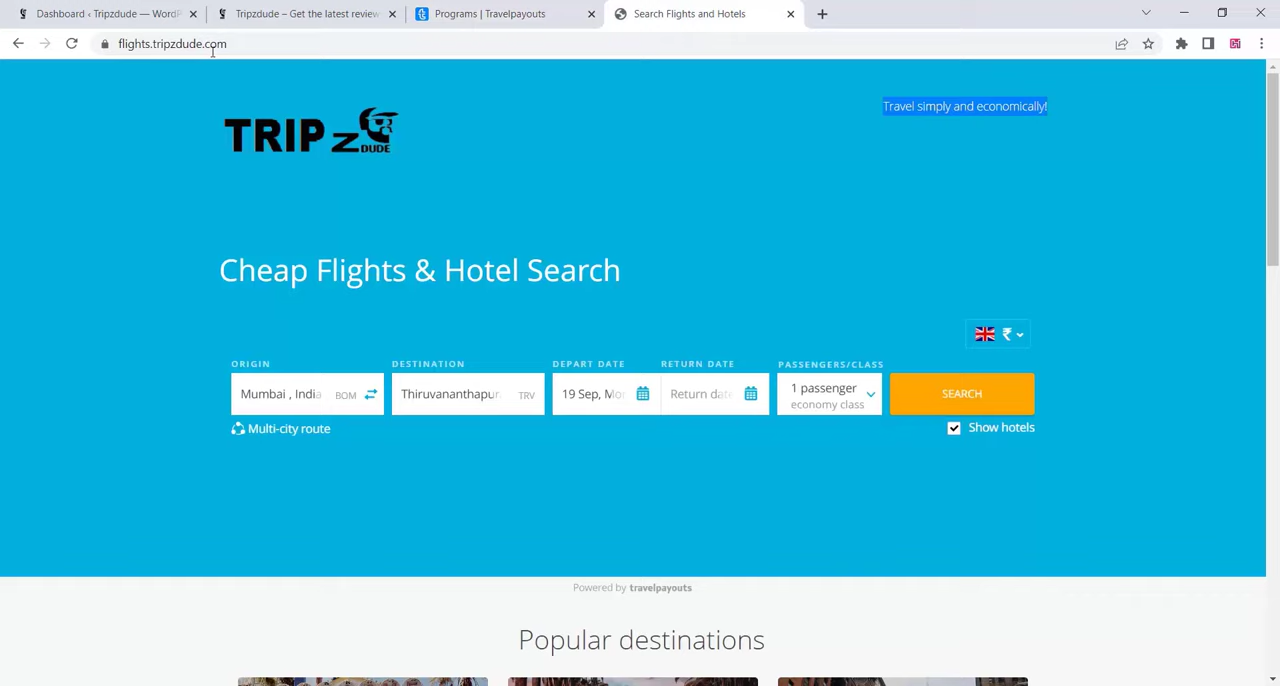 Dashboard ‹ Tripzdude — WordP
Tripzdude – Get the latest review
Programs | Travelpayouts
Search Flights and Hotels
flights.tripzdude.com
Travel simply and economically!
TRIP Z
DUDE
Cheap Flights & Hotel Search
₹
ORIGIN DESTINATION DEPART DATE RETURN DATE PASSENGERS/CLASS
Mumbai , India BOM Thiruvananthapur TRV 19 Sep, Mo Return date 1 passenger economy class SEARCH
Multi-city route
Show hotels
Powered by travelpayouts
Popular destinations